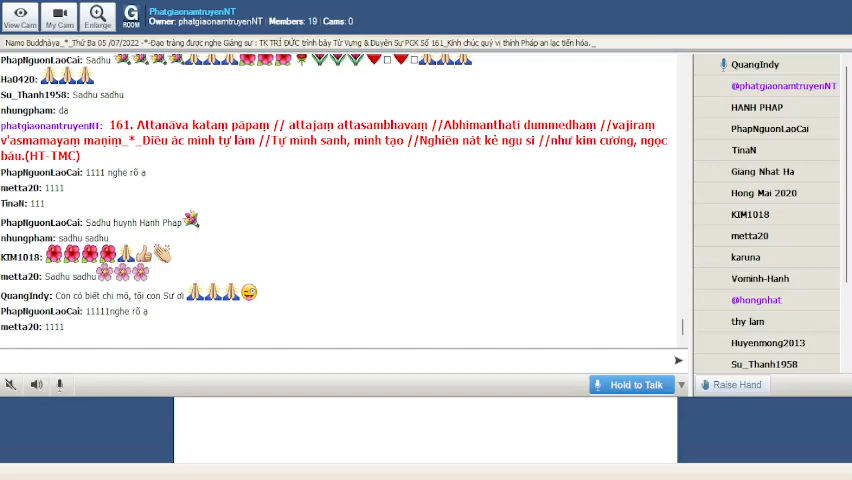 PhatgiaonamtruyenNT
Owner: phatgiaonamtruyenNT | Members: 19 | Cams: 0
View Cam
My Cam
Enlarge
G
ROOM
Namo Buddhàya_*_Thứ Ba 05 /07/2022 -*-Đạo tràng được nghe Giảng sư : TK TRÍ ĐỨC trình bày Từ Vựng & Duyên Sự PCK Số 161_Kính chúc quý vị thính Pháp an lạc tiến hóa. _
PhapNguonLaoCai: Sadhu
Ha0420:
Su_Thanh1958: Sadhu sadhu
nhungpham: dạ
phatgiaonamtruyenNT: 161. Attanāva kataṃ pāpaṃ // attajaṃ attasambhavaṃ //Abhimanthati dummedhaṃ //vajiraṃ
v'asmamayaṃ maṇiṃ_*_Điều ác mình tự làm //Tự mình sanh, mình tạo //Nghiền nát kẻ ngu si //như kim cương, ngọc
báu.(HT-TMC)
PhapNguonLaoCai: 1111 nghe rõ ạ
metta20: 1111
TinaN: 111
PhapNguonLaoCai: Sadhu huynh Hanh Phap
nhungpham: sadhu sadhu
KIM1018:
metta20: Sadhu sadhu
QuangIndy: Con có biết chi mô, tội con Sư ơi
PhapNguonLaoCai: 11111nghe rõ ạ
metta20: 1111
Hold to Talk
QuangIndy
@phatgiaonamtruyenNT
HANH PHAP
PhapNguonLaoCai
TinaN
Giang Nhat Ha
Hong Mai 2020
KIM1018
metta20
karuna
Vominh-Hanh
@hongnhat
thy lam
Huyenmong2013
Su_Thanh1958
Raise Hand